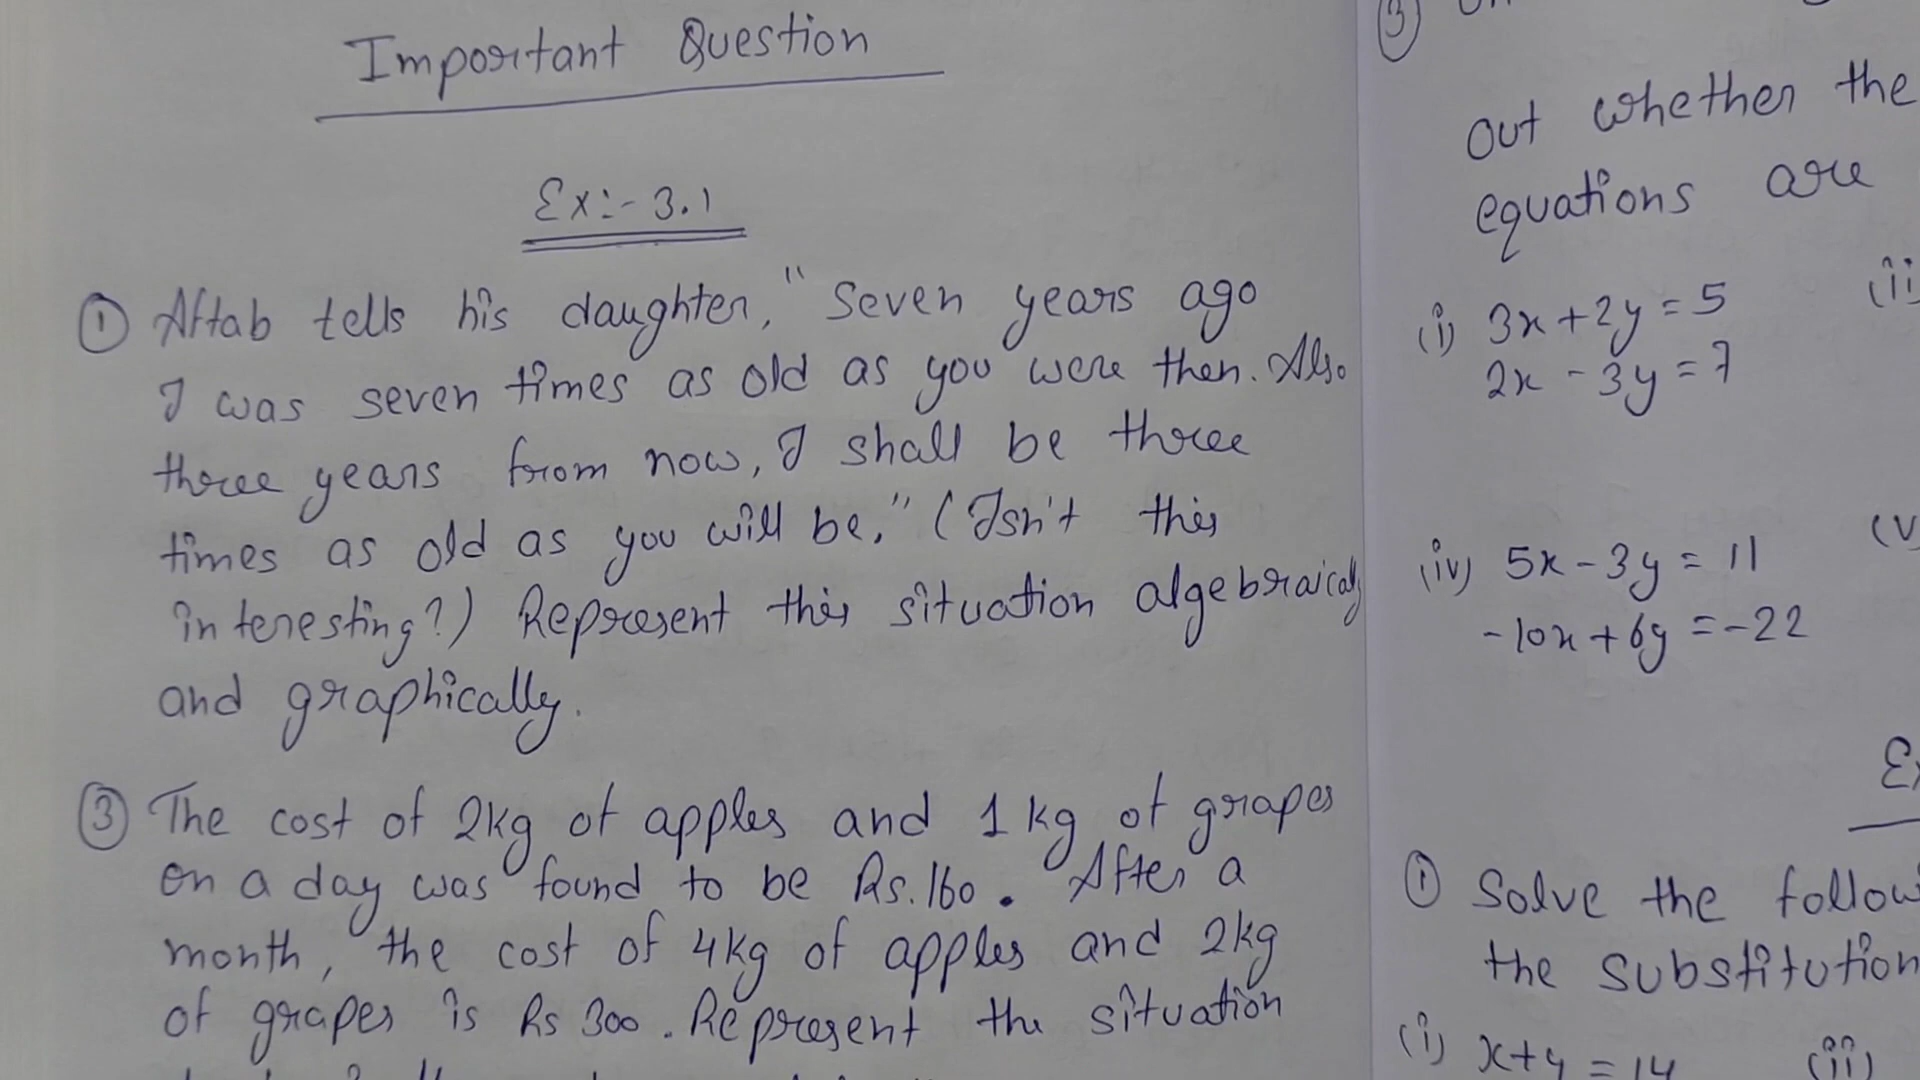 Important Question
Ex:- 3.1
① Aftab tells his daughter, "Seven years ago
I was seven times as old as you were then. Also
three years from now, I shall be three
times as old as you will be." (Isn't this
interesting?) Represent this situation algebraically
and graphically.
③ The cost of 2kg of apples and 1 kg of grapes
on a day was found to be Rs. 160. After a
month, the cost of 4kg of apples and 2kg
of grapes is Rs 300. Represent the situation
③
out whether the
equations are
(i) 3x+2y=5 (ii
2x-3y=7
(iv) 5x-3y=11 (v
-10x+6y=-22
Ex
① Solve the follow
the substitution
(i) x+y=14 (ii)